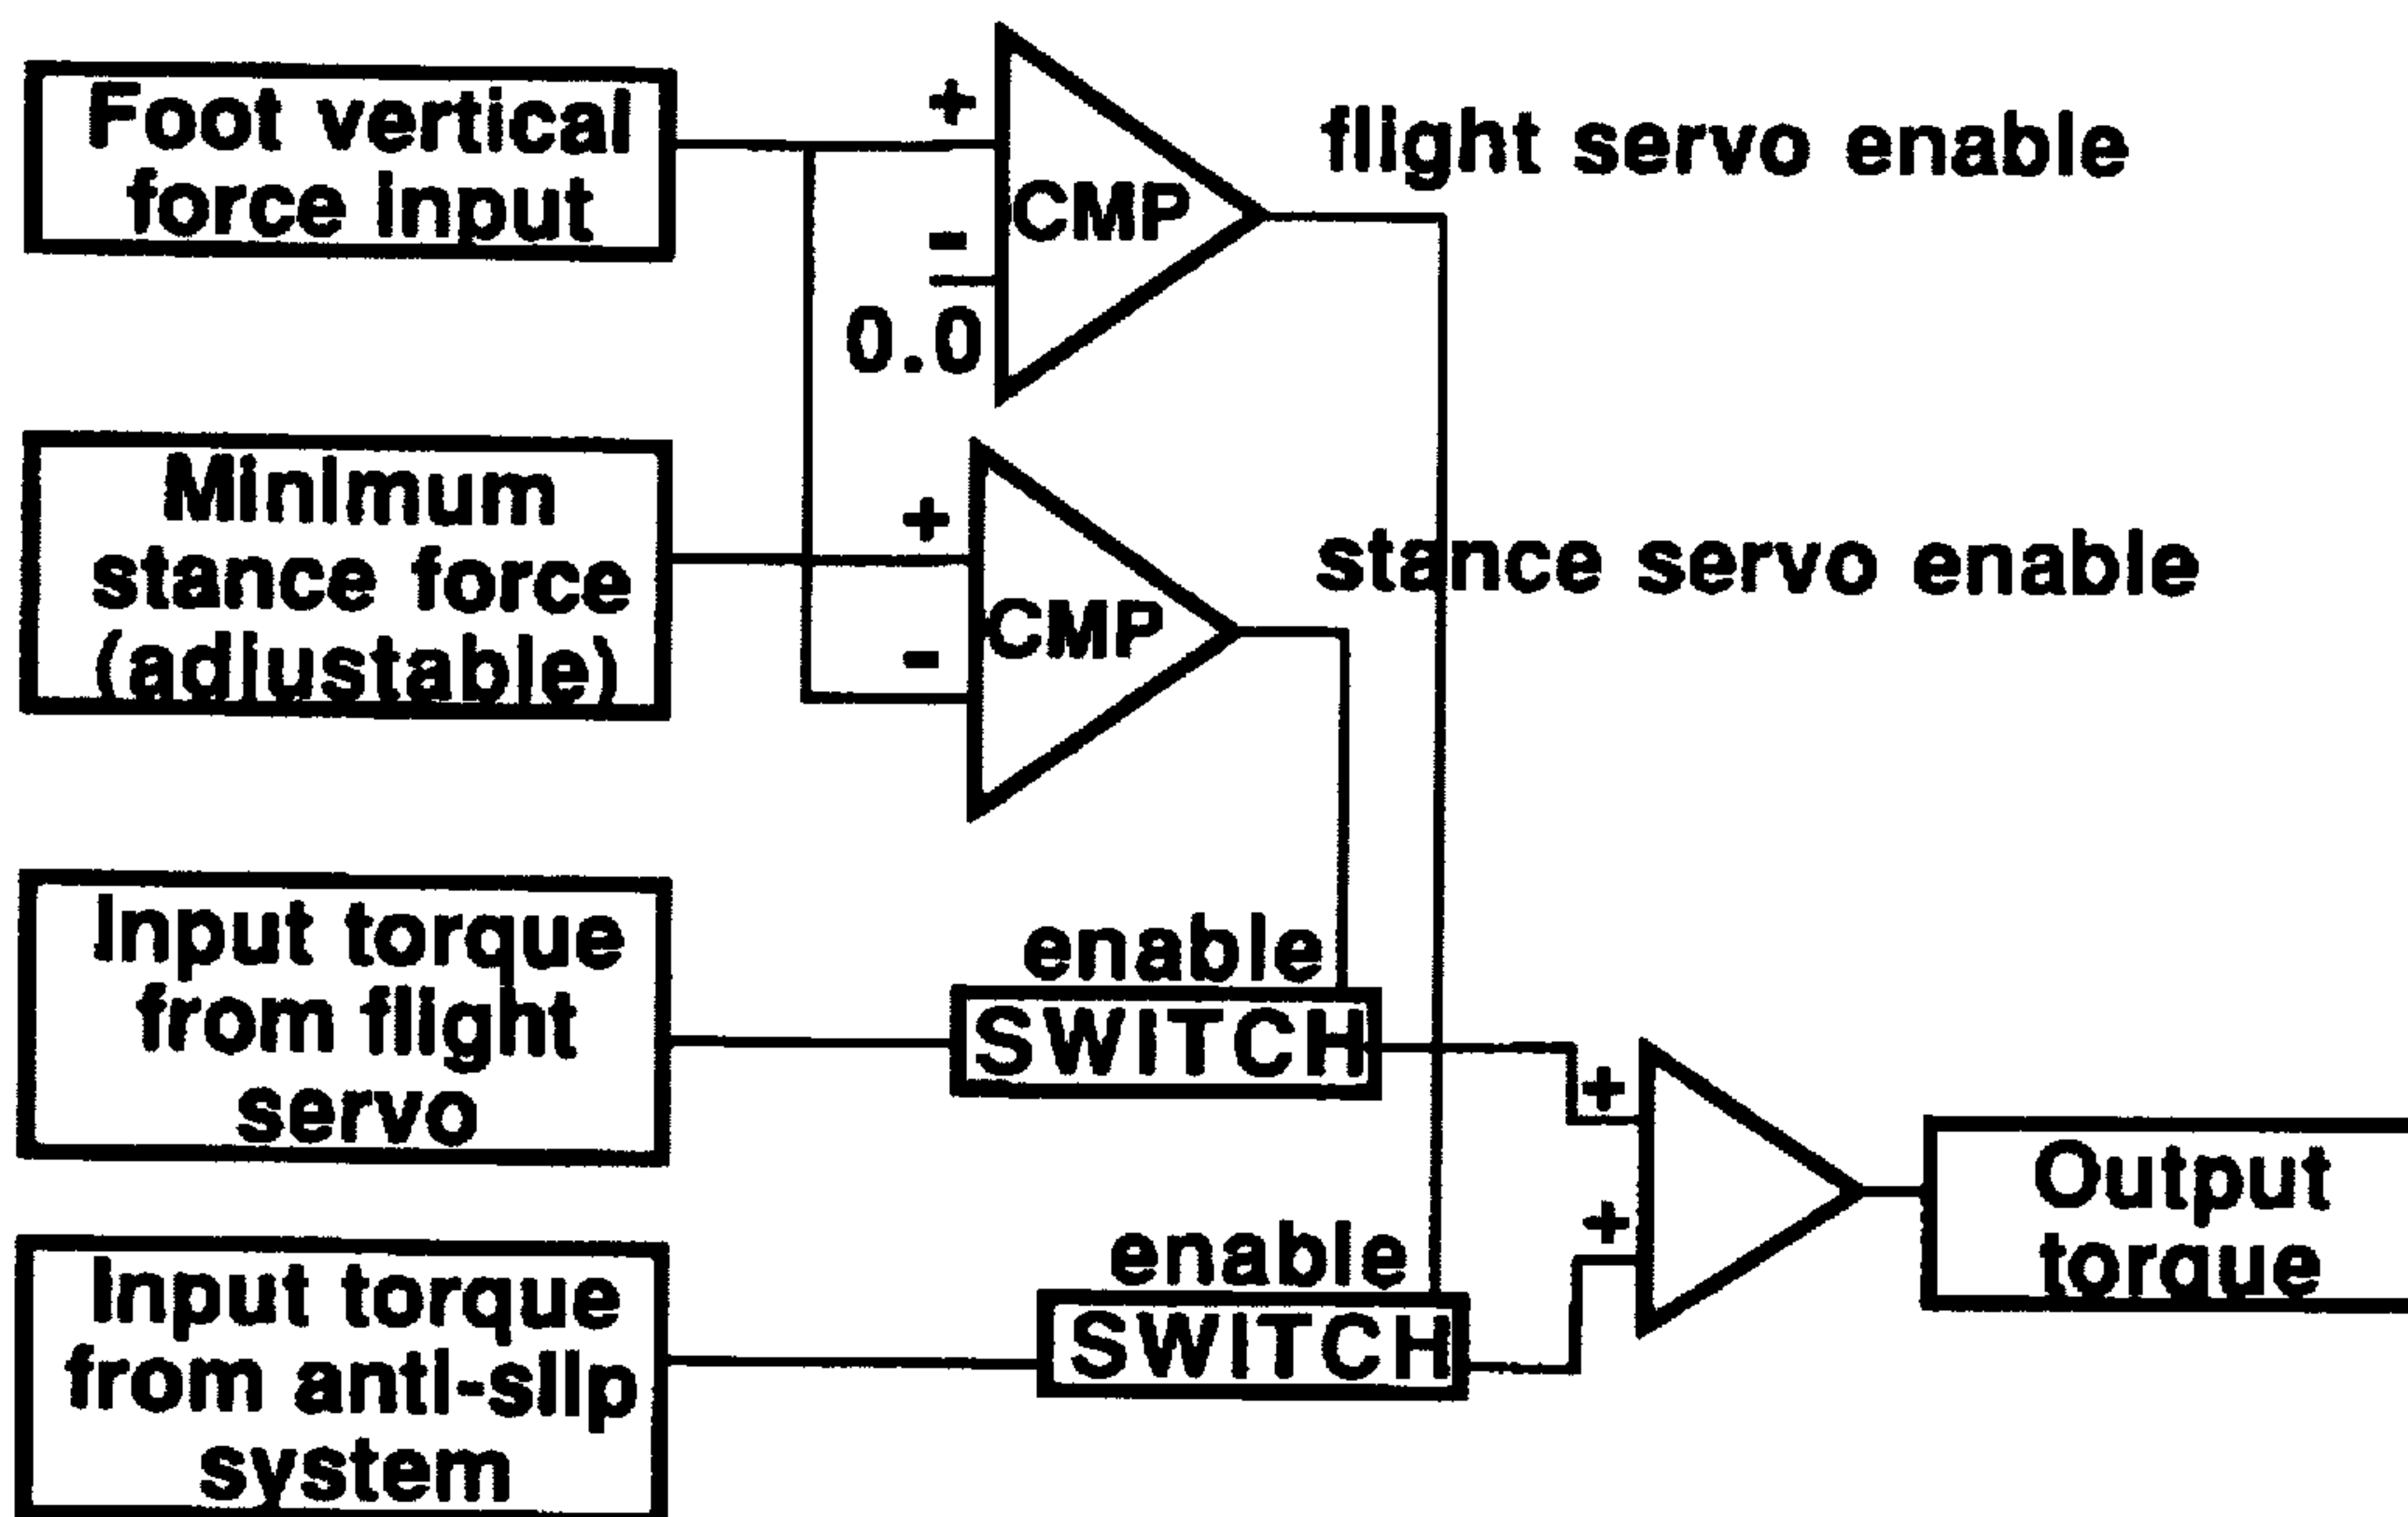 Foot vertical
force input
+
CMP
-
0.0
flight servo enable
Minimum
stance force
(adjustable)
+
CMP
-
stance servo enable
Input torque
from flight
servo
enable
SWITCH
+
+
Output
torque
Input torque
from anti-slip
system
enable
SWITCH